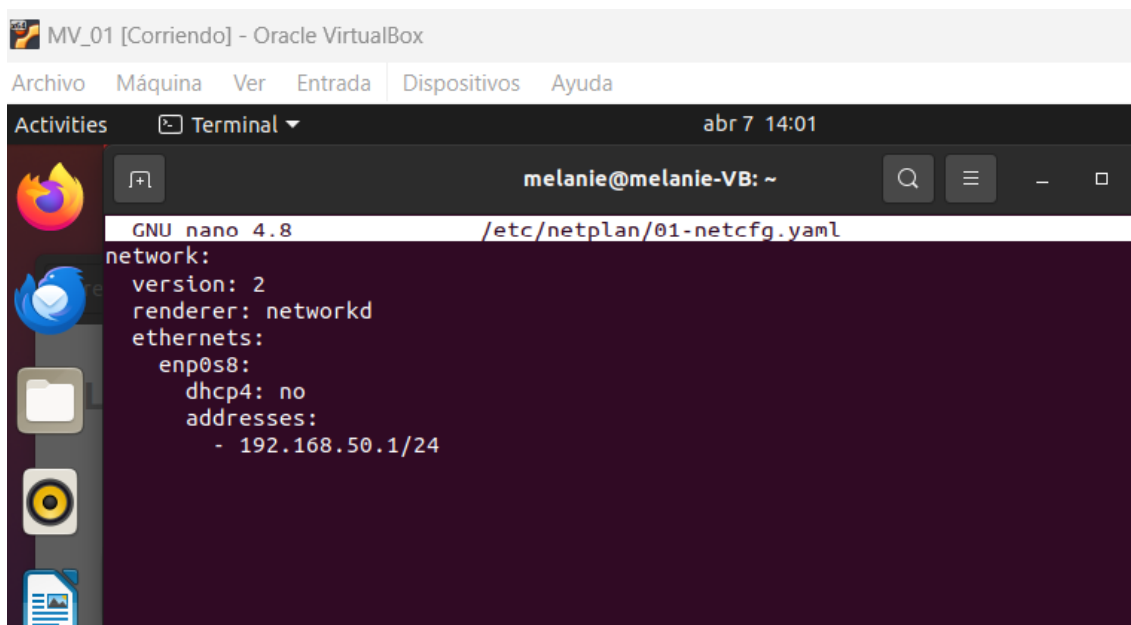 MV_01 [Corriendo] - Oracle VirtualBox
Archivo Máquina Ver Entrada Dispositivos Ayuda
Activities Terminal abr 7 14:01
melanie@melanie-VB: ~
GNU nano 4.8 /etc/netplan/01-netcfg.yaml
network:
  version: 2
  renderer: networkd
  ethernets:
    enp0s8:
      dhcp4: no
      addresses:
        - 192.168.50.1/24